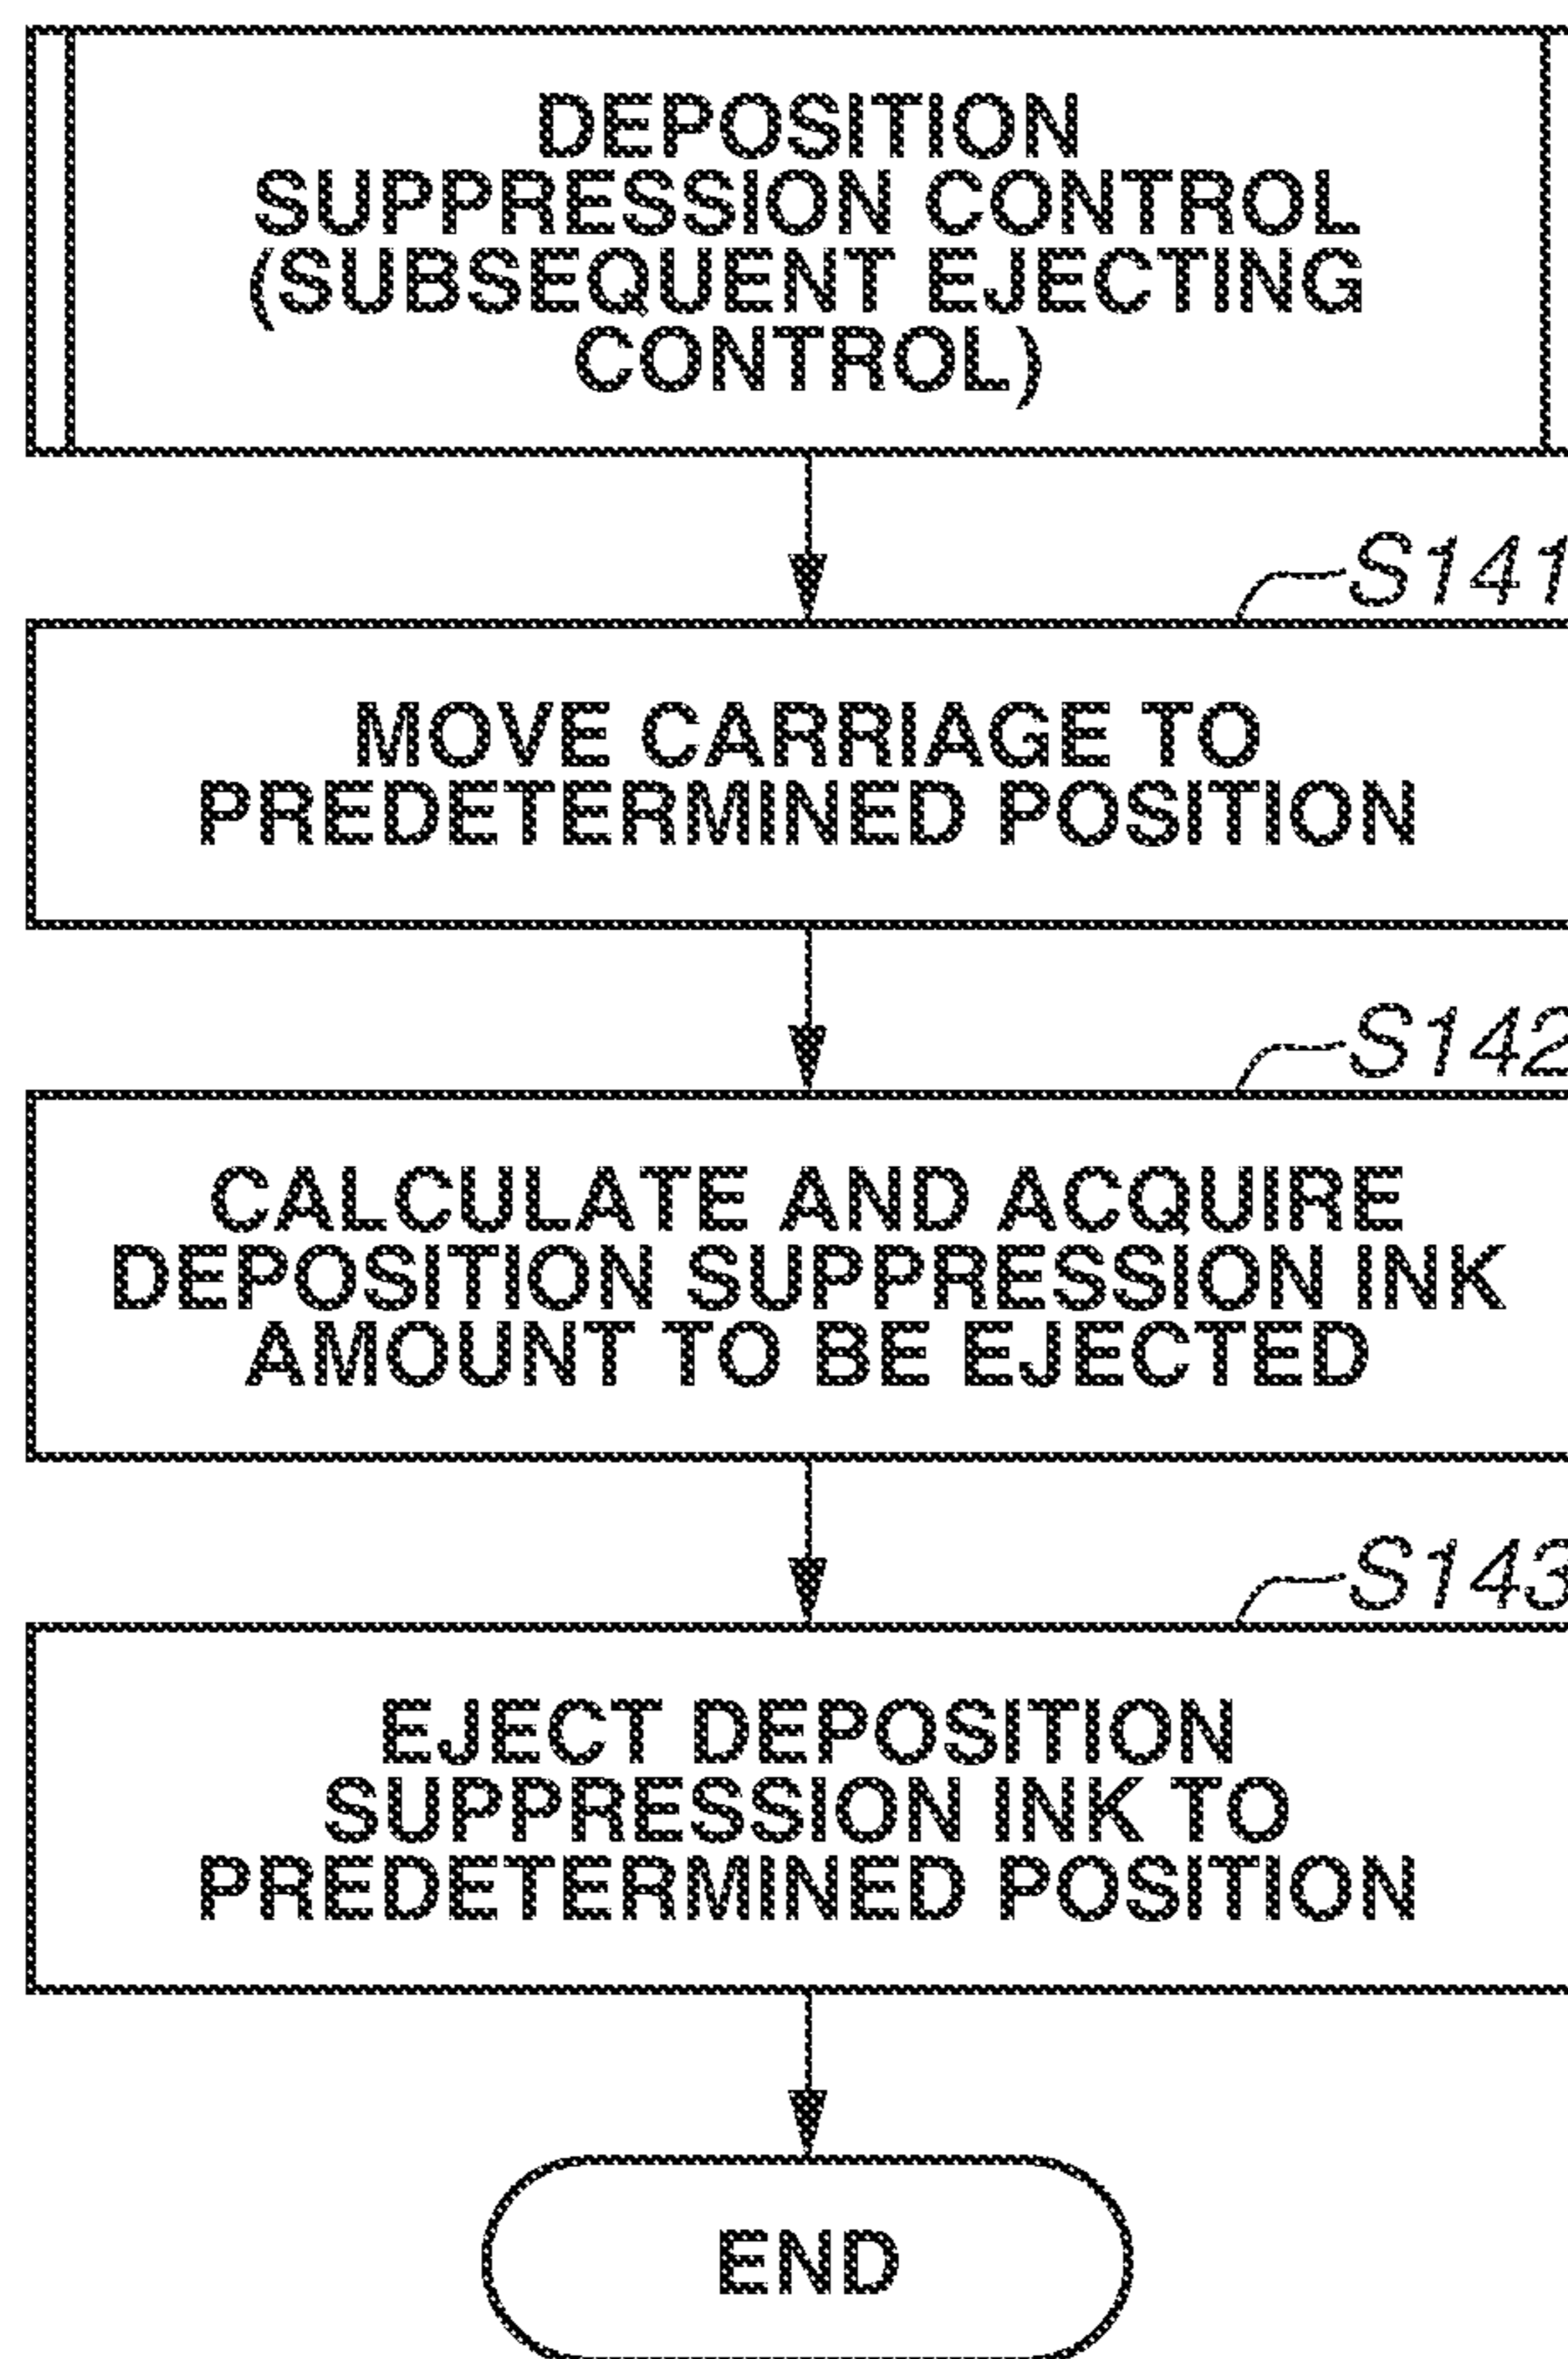 DEPOSITION
SUPPRESSION CONTROL
(SUBSEQUENT EJECTING
CONTROL)
S141
MOVE CARRIAGE TO
PREDETERMINED POSITION
S142
CALCULATE AND ACQUIRE
DEPOSITION SUPPRESSION INK
AMOUNT TO BE EJECTED
S143
EJECT DEPOSITION
SUPPRESSION INK TO
PREDETERMINED POSITION
END